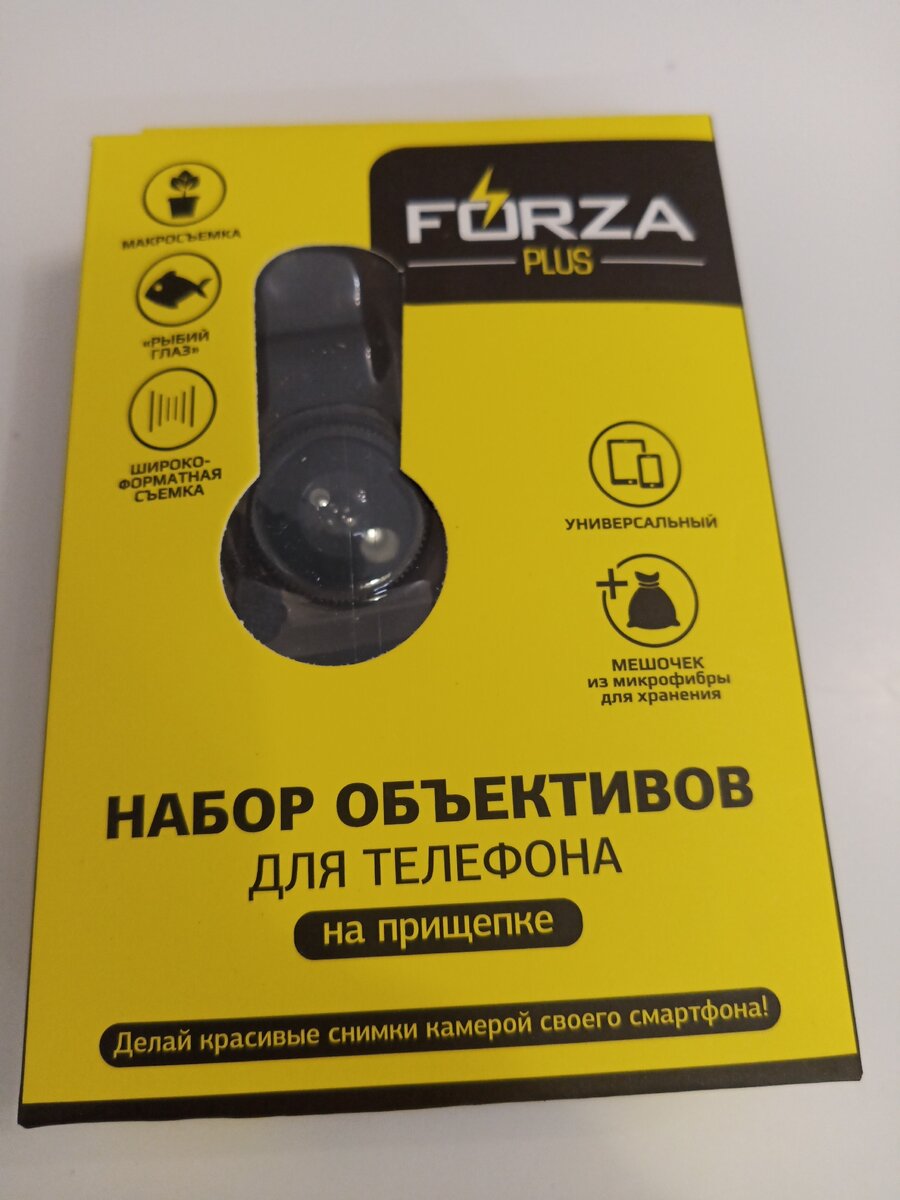 FORZA
PLUS
МАКРОСЪЕМКА
«РЫБИЙ
ГЛАЗ»
ШИРОКО-
ФОРМАТНАЯ
СЪЕМКА
УНИВЕРСАЛЬНЫЙ
+
МЕШОЧЕК
из микрофибры
для хранения
НАБОР ОБЪЕКТИВОВ
ДЛЯ ТЕЛЕФОНА
на прищепке
Делай красивые снимки камерой своего смартфона!